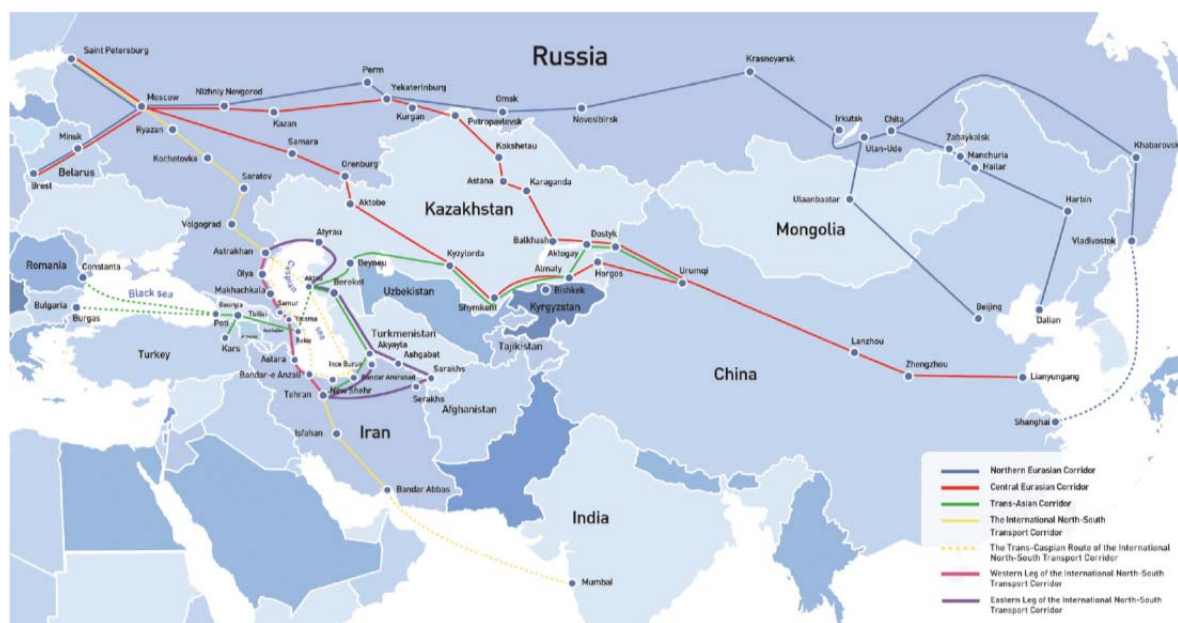 Saint Petersburg
Russia
Krasnoyarsk
Perm
Nizhniy Novgorod
Yekaterinburg
Moscow
Omsk
Kazan
Kurgan
Petropavlovsk
Novosibirsk
Minsk
Ryazan
Irkutsk
Chita
Ulan-Ude
Zabaykalsk
Manchuria
Hailar
Khabarovsk
Samara
Kokshetau
Kochetovka
Belarus
Orenburg
Brest
Saratov
Astana
Karaganda
Aktobe
Kazakhstan
Ulaanbaatar
Harbin
Volgograd
Mongolia
Atyrau
Balkhash
Dostyk
Vladivostok
Aktogay
Astrakhan
Kyzylorda
Romania
Constanta
Olya
Caspian
sea
Aktau
Beyneu
Bereket
Almaty
Horgos
Urumqi
Black sea
Makhachkala
Uzbekistan
Bishkek
Shymkent
Kyrgyzstan
Beijing
Dalian
Bulgaria
Burgas
Georgia
Poti
Tbilisi
Samur
Yalama
Baku
Kars
Turkmenistan
Akyayla
Tajikistan
Turkey
Astara
Ashgabat
Lanzhou
Bandar-e Anzali
Ince Burun
Bandar Amirabad
Sarakhs
Serakhs
China
Zhengzhou
Lianyungang
Tehran
New Shehr
Afghanistan
Shanghai
Isfahan
Iran
Bandar Abbas
India
Mumbai
Northern Eurasian Corridor
Central Eurasian Corridor
Trans-Asian Corridor
The International North-South
Transport Corridor
The Trans-Caspian Route of the International
North-South Transport Corridor
Western Leg of the International North-South
Transport Corridor
Eastern Leg of the International North-South
Transport Corridor